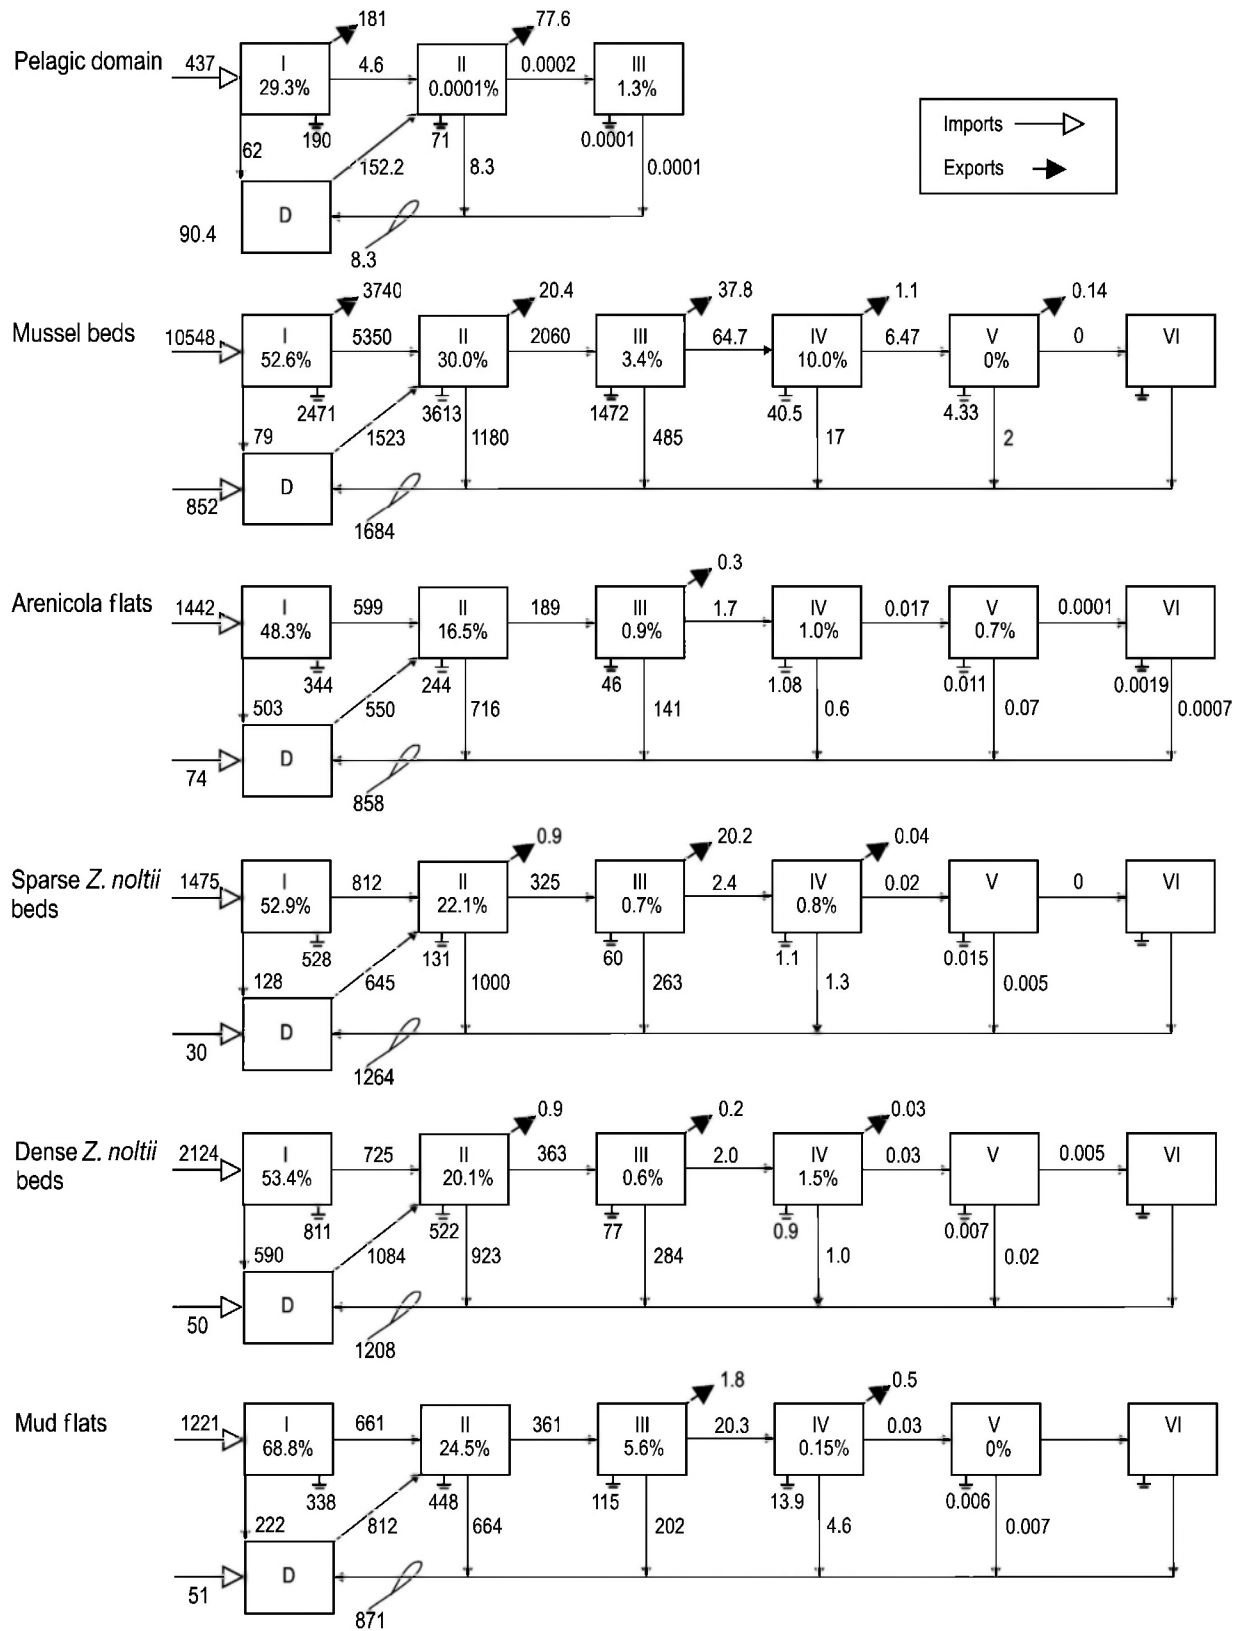 181 77.6
Pelagic domain 437 I 4.6 II 0.0002 III
29.3% 0.0001% 1.3%
Imports
Exports
190 71 0.0001
62 152.2 8.3 0.0001
D
90.4
8.3
3740 20.4 37.8 1.1 0.14
Mussel beds 10548 I 5350 II 2060 III 64.7 IV 6.47 V 0 VI
52.6% 30.0% 3.4% 10.0% 0%
2471 3613 1472 40.5 4.33
79 1523 1180 485 17 2
D
852
1684
0.3
Arenicola flats 1442 I 599 II 189 III 1.7 IV 0.017 V 0.0001 VI
48.3% 16.5% 0.9% 1.0% 0.7%
344 244 46 1.08 0.011 0.0019
503 550 716 141 0.6 0.07 0.0007
D
74
858
0.9 20.2 0.04
Sparse Z. noltii 1475 I 812 II 325 III 2.4 IV 0.02 V 0 VI
beds 52.9% 22.1% 0.7% 0.8%
528 131 60 1.1 0.015
128 645 1000 263 1.3 0.005
D
30
1264
0.9 0.2 0.03
Dense Z. noltii 2124 I 725 II 363 III 2.0 IV 0.03 V 0.005 VI
beds 53.4% 20.1% 0.6% 1.5%
811 522 77 0.9 0.007
590 1084 923 284 1.0 0.02
D
50
1208
1.8 0.5
Mud flats 1221 I 661 II 361 III 20.3 IV 0.03 V VI
68.8% 24.5% 5.6% 0.15% 0%
338 448 115 13.9 0.006
222 812 664 202 4.6 0.007
D
51
871